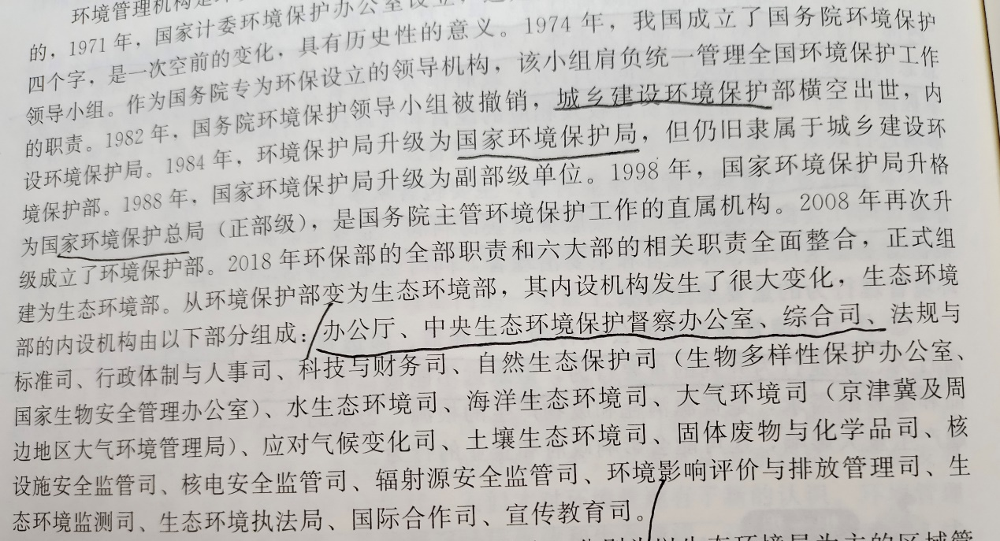 环境管理机构是环
的，1971 年，国家计委环境保护办公室设立，
四个字，是一次空前的变化，具有历史性的意义。1974 年，我国成立了国务院环境保护
领导小组。作为国务院专为环保设立的领导机构，该小组肩负统一管理全国环境保护工作
的职责。1982 年，国务院环境保护领导小组被撤销，城乡建设环境保护部横空出世，内
设环境保护局。1984 年，环境保护局升级为国家环境保护局，但仍旧隶属于城乡建设环
境保护部。1988 年，国家环境保护局升级为副部级单位。1998 年，国家环境保护局升格
为国家环境保护总局（正部级），是国务院主管环境保护工作的直属机构。2008 年再次升
级成立了环境保护部。2018 年环保部的全部职责和六大部的相关职责全面整合，正式组
建为生态环境部。从环境保护部变为生态环境部，其内设机构发生了很大变化，生态环境
部的内设机构由以下部分组成：办公厅、中央生态环境保护督察办公室、综合司、法规与
标准司、行政体制与人事司、科技与财务司、自然生态保护司（生物多样性保护办公室、
国家生物安全管理办公室）、水生态环境司、海洋生态环境司、大气环境司（京津冀及周
边地区大气环境管理局）、应对气候变化司、土壤生态环境司、固体废物与化学品司、核
设施安全监管司、核电安全监管司、辐射源安全监管司、环境影响评价与排放管理司、生
态环境监测司、生态环境执法局、国际合作司、宣传教育司。
生态环境局为主的区域管